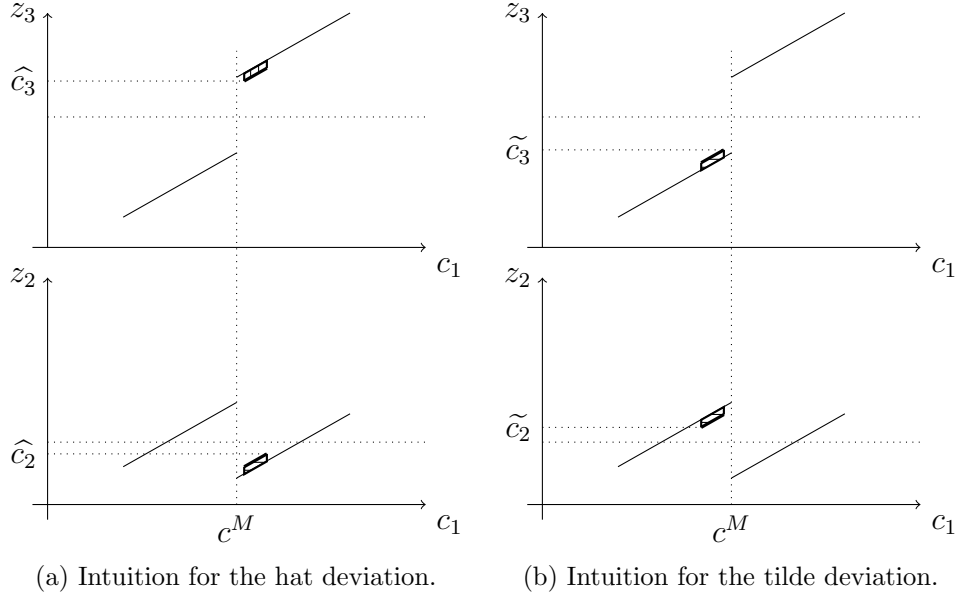 z₃
ĉ₃
c₁
z₂
ĉ₂
c^M
c₁
(a) Intuition for the hat deviation.
z₃
c̃₃
c₁
z₂
c̃₂
c^M
c₁
(b) Intuition for the tilde deviation.